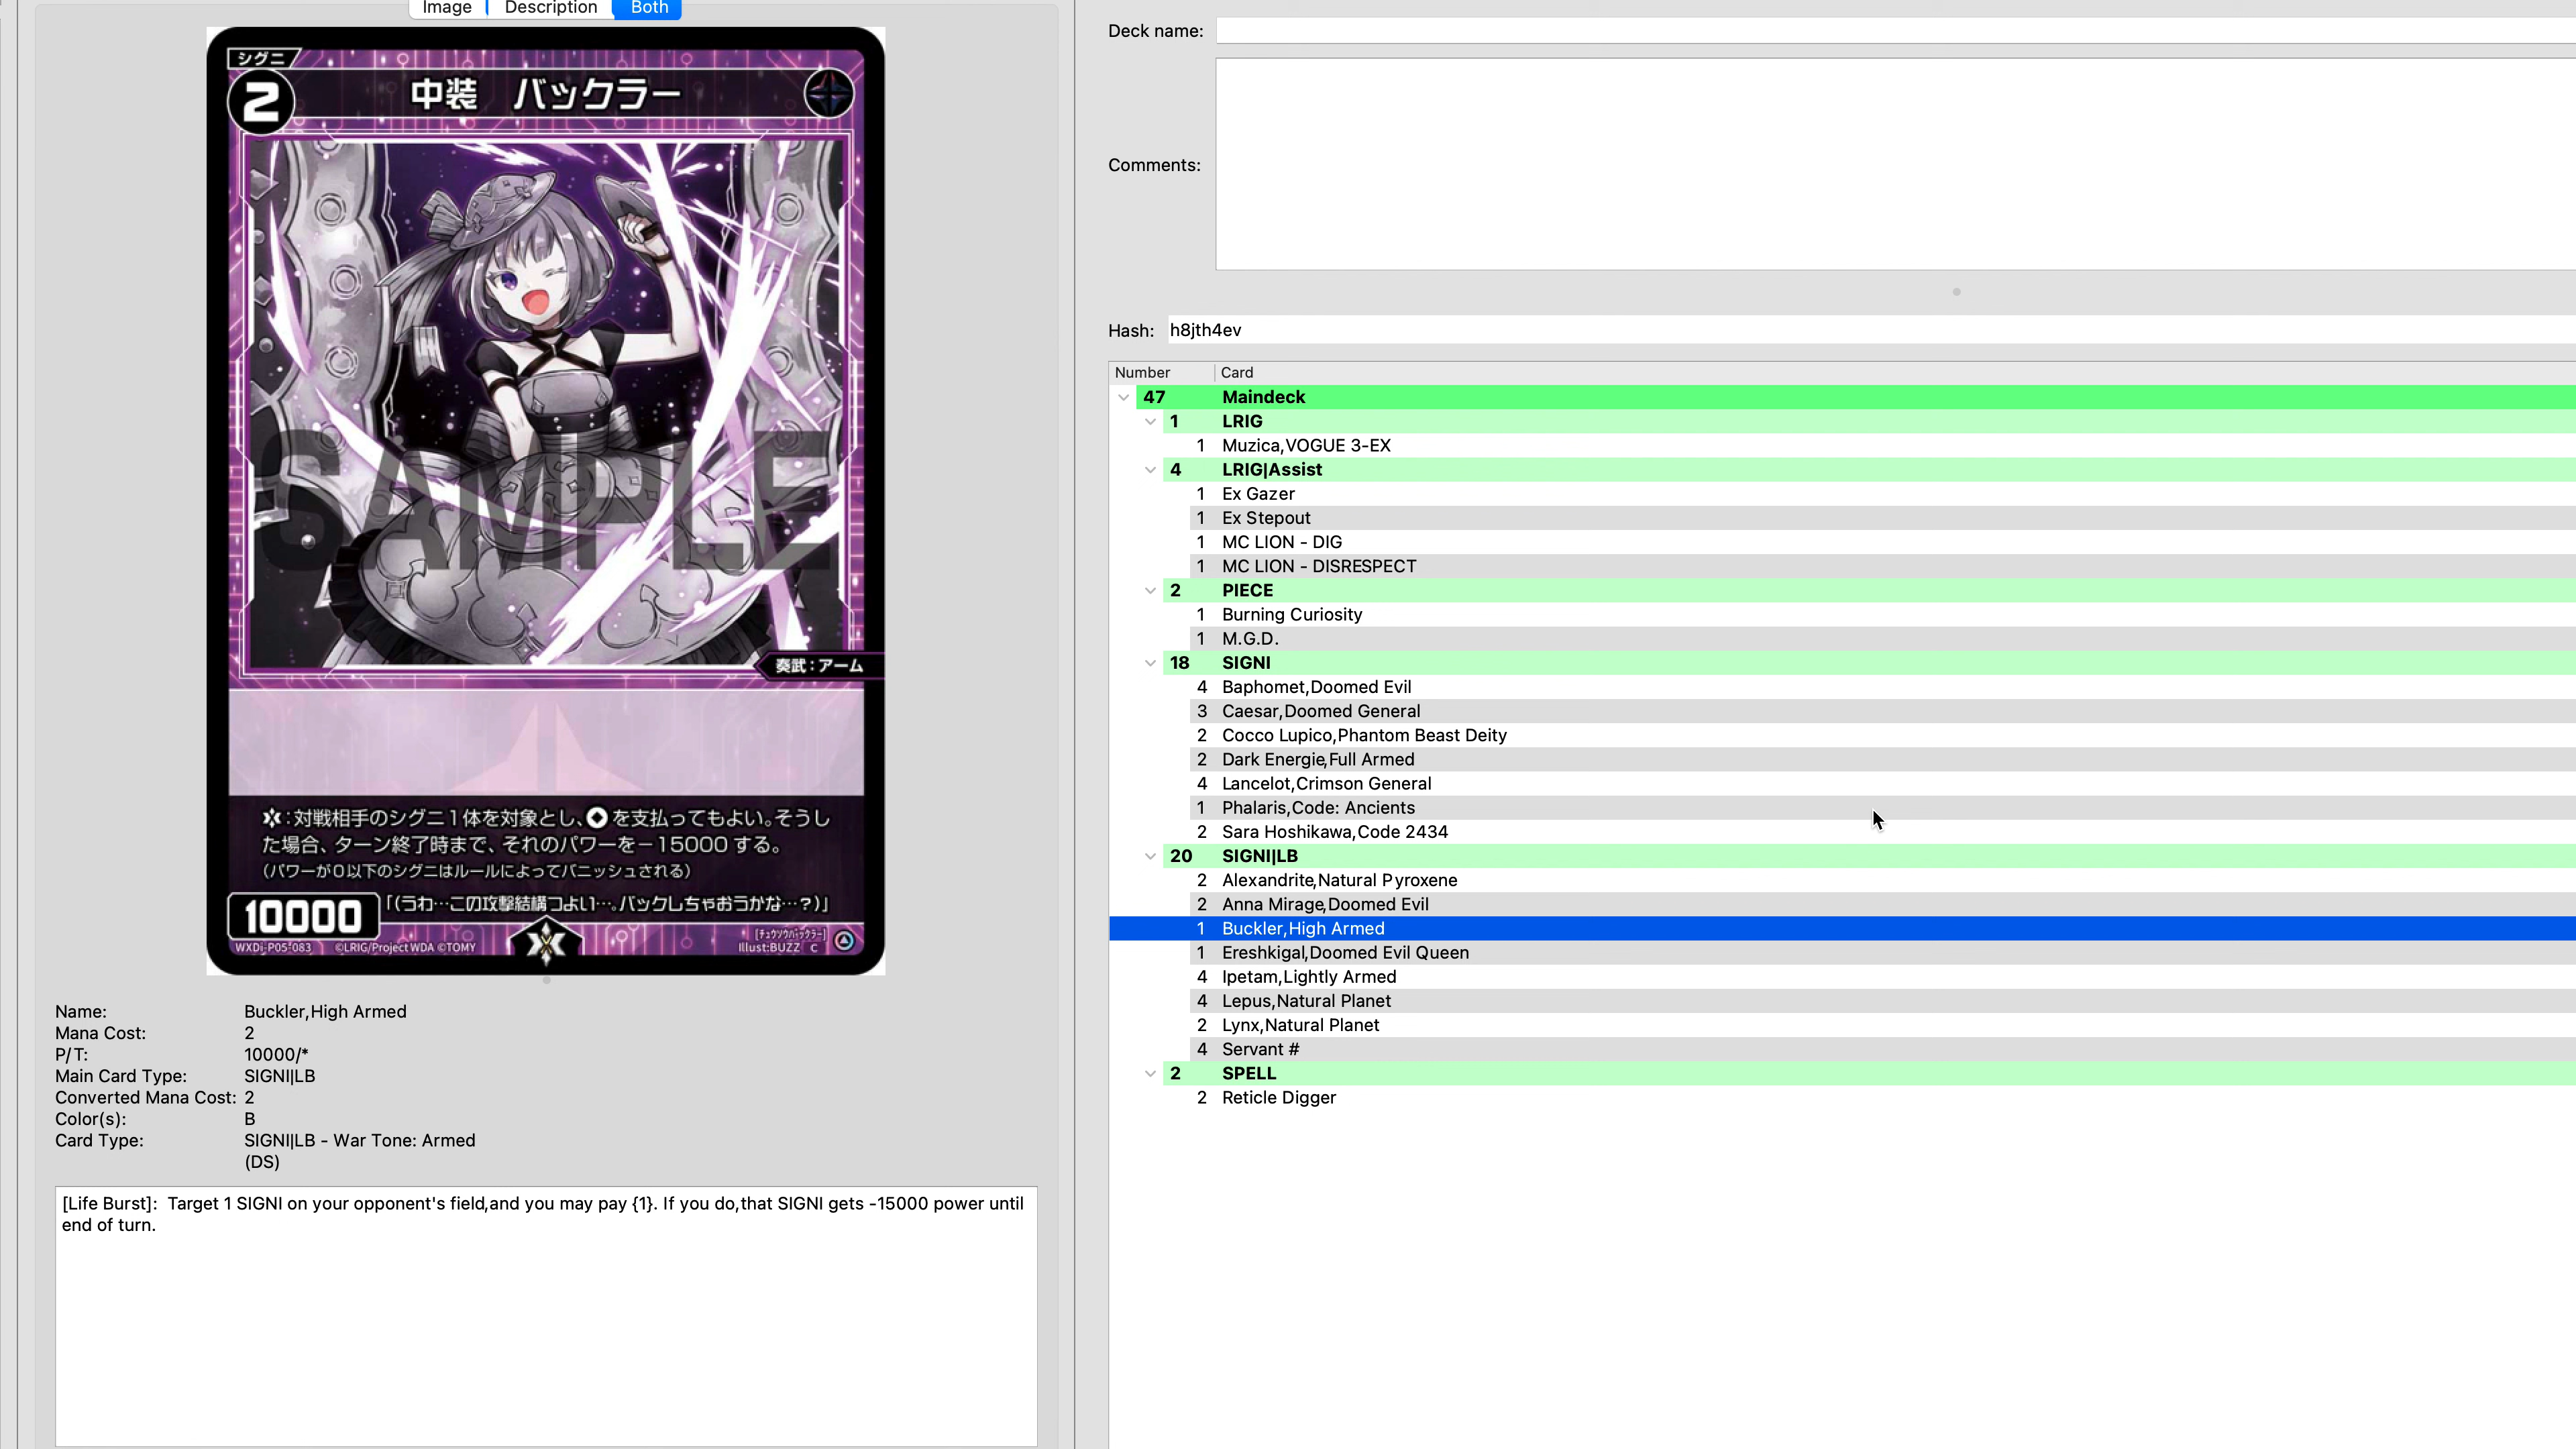 Image
Description
Both
シグニ
2
中装 バックラー
SAMPLE
奏武:アーム
:対戦相手のシグニ1体を対象とし、を支払ってもよい。そうし
た場合、ターン終了時まで、それのパワーを−15000する。
(パワーが0以下のシグニはルールによってバニッシュされる)
10000
「(うわ…この攻撃結構つよい…。バックしちゃおうかな…?)」
[チュウソウバックラー]
WXDi-P05-083 ©LRIG/Project WDA ©TOMY
Illust:BUZZ C
Name: Buckler,High Armed
Mana Cost: 2
P/T: 10000/*
Main Card Type: SIGNI|LB
Converted Mana Cost: 2
Color(s): B
Card Type: SIGNI|LB - War Tone: Armed
(DS)
[Life Burst]: Target 1 SIGNI on your opponent's field,and you may pay {1}. If you do,that SIGNI gets -15000 power until
end of turn.
Deck name:
Comments:
Hash: h8jth4ev
Number Card
47 Maindeck
1 LRIG
1 Muzica,VOGUE 3-EX
4 LRIG|Assist
1 Ex Gazer
1 Ex Stepout
1 MC LION - DIG
1 MC LION - DISRESPECT
2 PIECE
1 Burning Curiosity
1 M.G.D.
18 SIGNI
4 Baphomet,Doomed Evil
3 Caesar,Doomed General
2 Cocco Lupico,Phantom Beast Deity
2 Dark Energie,Full Armed
4 Lancelot,Crimson General
1 Phalaris,Code: Ancients
2 Sara Hoshikawa,Code 2434
20 SIGNI|LB
2 Alexandrite,Natural Pyroxene
2 Anna Mirage,Doomed Evil
1 Buckler,High Armed
1 Ereshkigal,Doomed Evil Queen
4 Ipetam,Lightly Armed
4 Lepus,Natural Planet
2 Lynx,Natural Planet
4 Servant #
2 SPELL
2 Reticle Digger